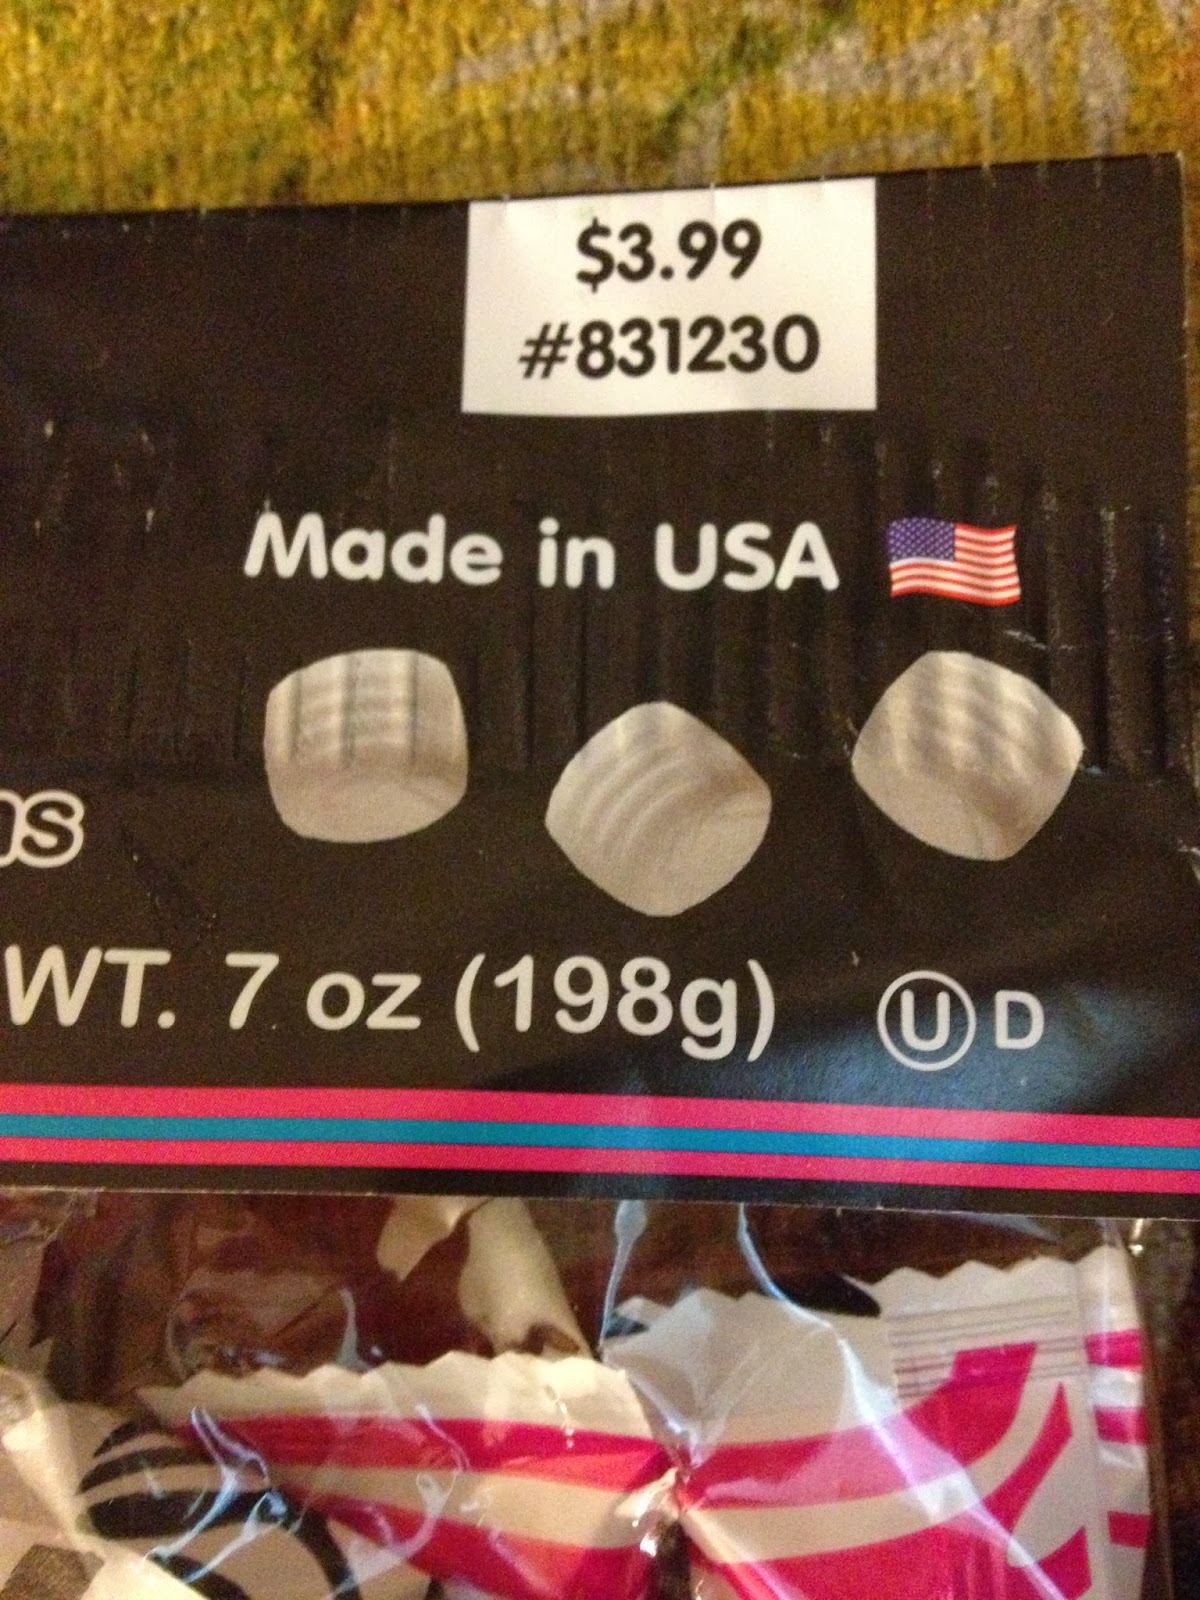 $3.99
#831230
Made in USA
WT. 7 oz (198g) Ⓤ D